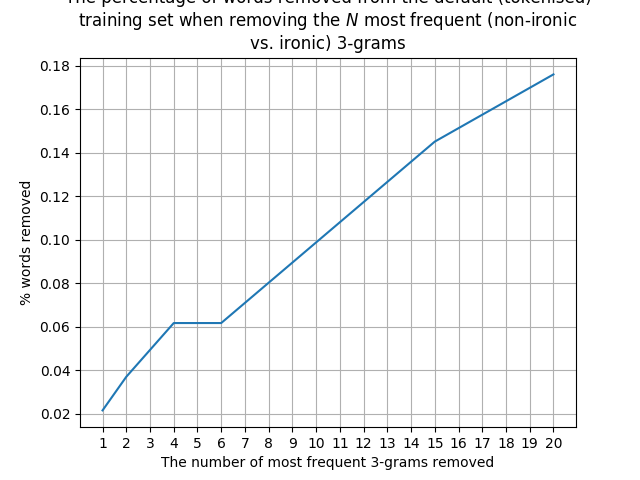 The percentage of words removed from the default (tokenised)
training set when removing the N most frequent (non-ironic
vs. ironic) 3-grams
0.18
0.16
0.14
0.12
0.10
0.08
0.06
0.04
0.02
% words removed
1 2 3 4 5 6 7 8 9 10 11 12 13 14 15 16 17 18 19 20
The number of most frequent 3-grams removed